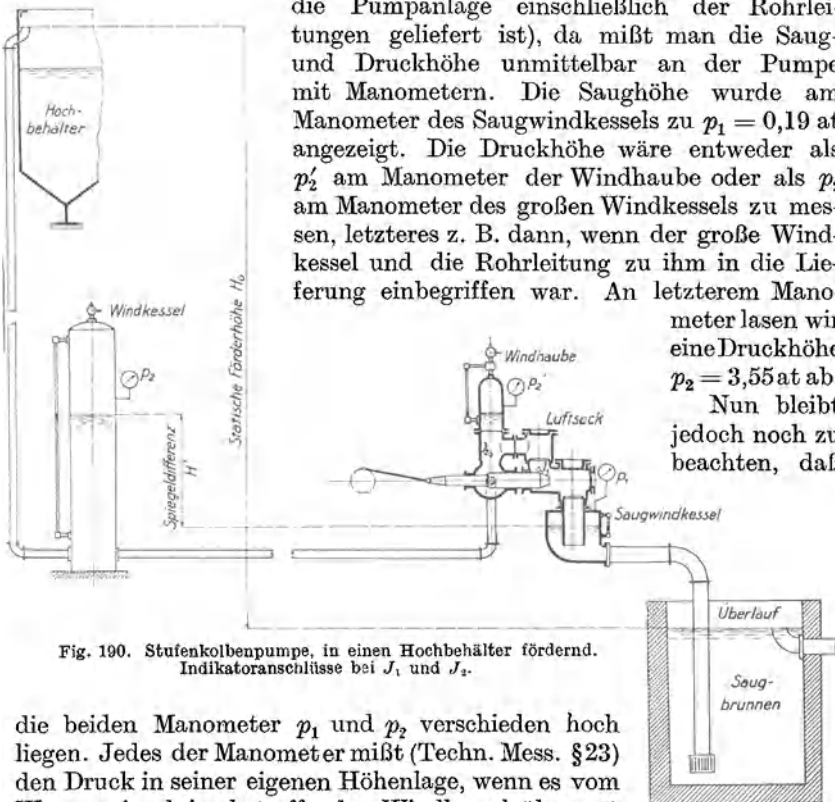 die Pumpanlage einschließlich der Rohrlei-
tungen geliefert ist), da mißt man die Saug-
und Druckhöhe unmittelbar an der Pumpe
mit Manometern. Die Saughöhe wurde am
Manometer des Saugwindkessels zu p₁ = 0,19 at
angezeigt. Die Druckhöhe wäre entweder als
p₂′ am Manometer der Windhaube oder als p₂
am Manometer des großen Windkessels zu mes-
sen, letzteres z. B. dann, wenn der große Wind-
kessel und die Rohrleitung zu ihm in die Lie-
ferung einbegriffen war. An letzterem Mano-
meter lasen wir
eine Druckhöhe
p₂ = 3,55 at ab
Nun bleibt
jedoch noch zu
beachten, daß
Hoch-
behälter
Windkessel
p₂
Statische Förderhöhe H₀
Spiegeldifferenz
H′
Windhaube
p₂′
Luftsack
p₁
Saugwindkessel
Überlauf
Saug-
brunnen
Fig. 190. Stufenkolbenpumpe, in einen Hochbehälter fördernd.
Indikatoranschlüsse bei J₁ und J₂.
die beiden Manometer p₁ und p₂ verschieden hoch
liegen. Jedes der Manometer mißt (Techn. Mess. §23)
den Druck in seiner eigenen Höhenlage, wenn es vom